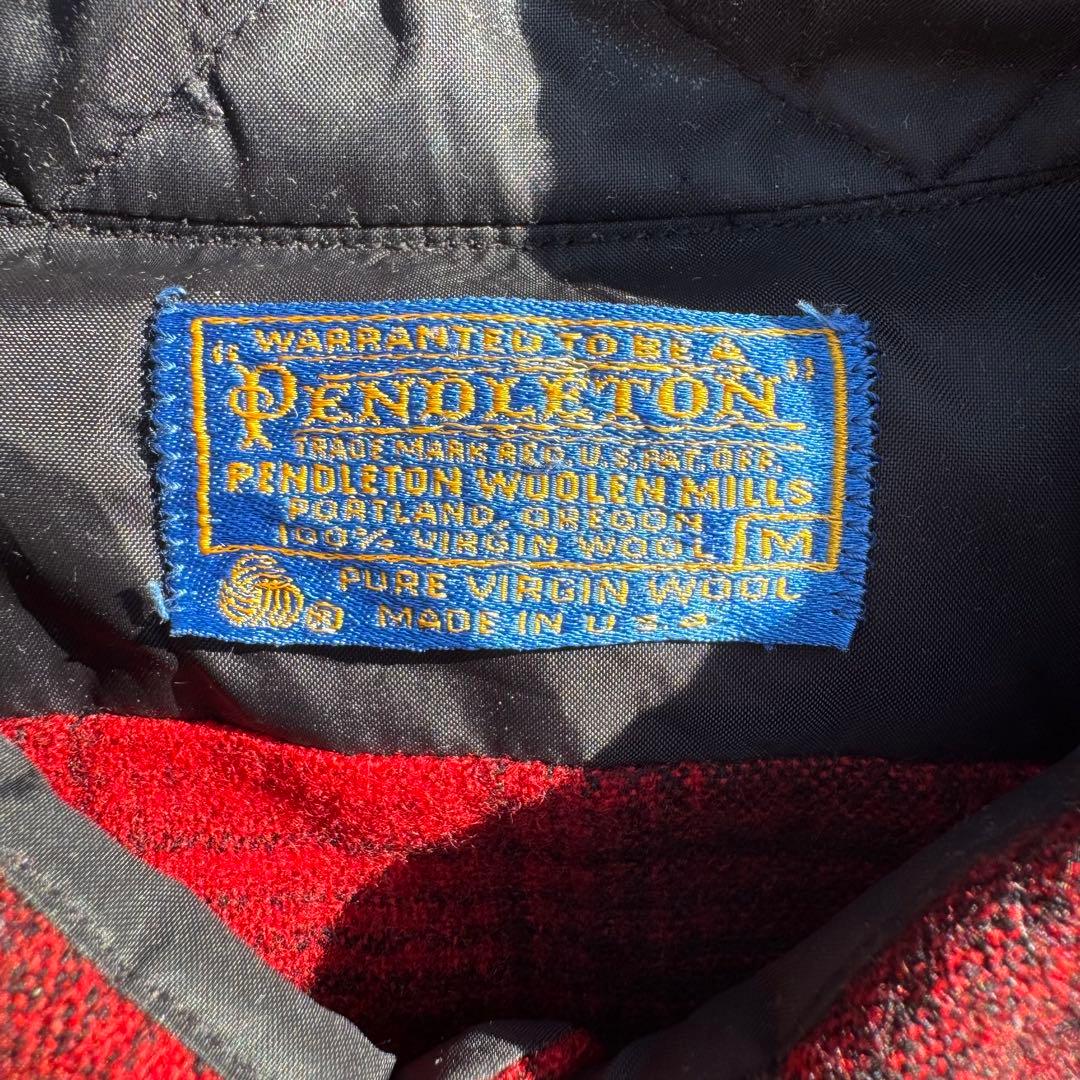 "WARRANTED TO BE A
PENDLETON"
TRADE MARK REG. U.S. PAT. OFF.
PENDLETON WOOLEN MILLS
PORTLAND, OREGON
100% VIRGIN WOOL M
PURE VIRGIN WOOL
® MADE IN U.S.A.